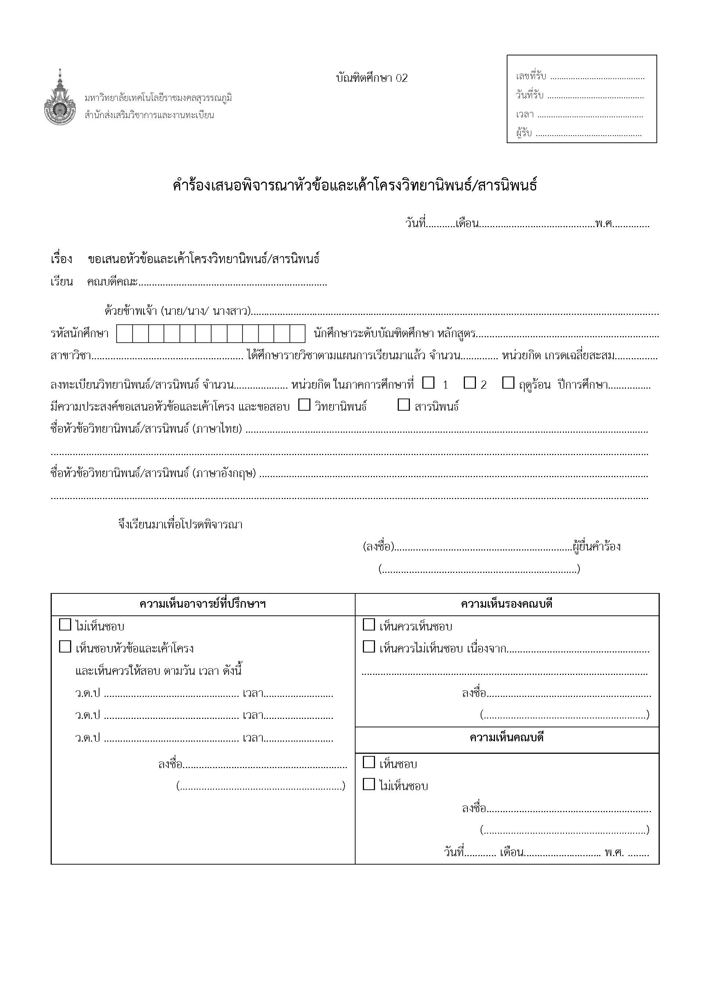 บัณฑิตศึกษา 02
มหาวิทยาลัยเทคโนโลยีราชมงคลสุวรรณภูมิ
สำนักส่งเสริมวิชาการและงานทะเบียน
เลขที่รับ ........................................
วันที่รับ .........................................
เวลา .............................................
ผู้รับ .............................................
คำร้องเสนอพิจารณาหัวข้อและเค้าโครงวิทยานิพนธ์/สารนิพนธ์
วันที่...........เดือน...........................................พ.ศ..............
เรื่อง ขอเสนอหัวข้อและเค้าโครงวิทยานิพนธ์/สารนิพนธ์
เรียน คณบดีคณะ......................................................................
ด้วยข้าพเจ้า (นาย/นาง/ นางสาว)......................................................................................................
รหัสนักศึกษา นักศึกษาระดับบัณฑิตศึกษา หลักสูตร....................................................................
สาขาวิชา......................................................... ได้ศึกษารายวิชาตามแผนการเรียนมาแล้ว จำนวน.............. หน่วยกิต เกรดเฉลี่ยสะสม................
ลงทะเบียนวิทยานิพนธ์/สารนิพนธ์ จำนวน.................... หน่วยกิต ในภาคการศึกษาที่ ☐ 1 ☐ 2 ☐ ฤดูร้อน ปีการศึกษา................
มีความประสงค์ขอเสนอหัวข้อและเค้าโครง และขอสอบ ☐ วิทยานิพนธ์ ☐ สารนิพนธ์
ชื่อหัวข้อวิทยานิพนธ์/สารนิพนธ์ (ภาษาไทย) ......................................................................................................
......................................................................................................
ชื่อหัวข้อวิทยานิพนธ์/สารนิพนธ์ (ภาษาอังกฤษ) ......................................................................................................
......................................................................................................
จึงเรียนมาเพื่อโปรดพิจารณา
(ลงชื่อ)..................................................................ผู้ยื่นคำร้อง
(........................................................................)
ความเห็นอาจารย์ที่ปรึกษาฯ
☐ ไม่เห็นชอบ
☐ เห็นชอบหัวข้อและเค้าโครง
และเห็นควรให้สอบ ตามวัน เวลา ดังนี้
ว.ด.ป .................................................. เวลา..........................
ว.ด.ป .................................................. เวลา..........................
ว.ด.ป .................................................. เวลา..........................
ลงชื่อ.............................................................
(............................................................)
ความเห็นรองคณบดี
☐ เห็นควรเห็นชอบ
☐ เห็นควรไม่เห็นชอบ เนื่องจาก.....................................................
......................................................................................................
ลงชื่อ.............................................................
(............................................................)
ความเห็นคณบดี
☐ เห็นชอบ
☐ ไม่เห็นชอบ
ลงชื่อ.............................................................
(............................................................)
วันที่............ เดือน............................. พ.ศ. ........